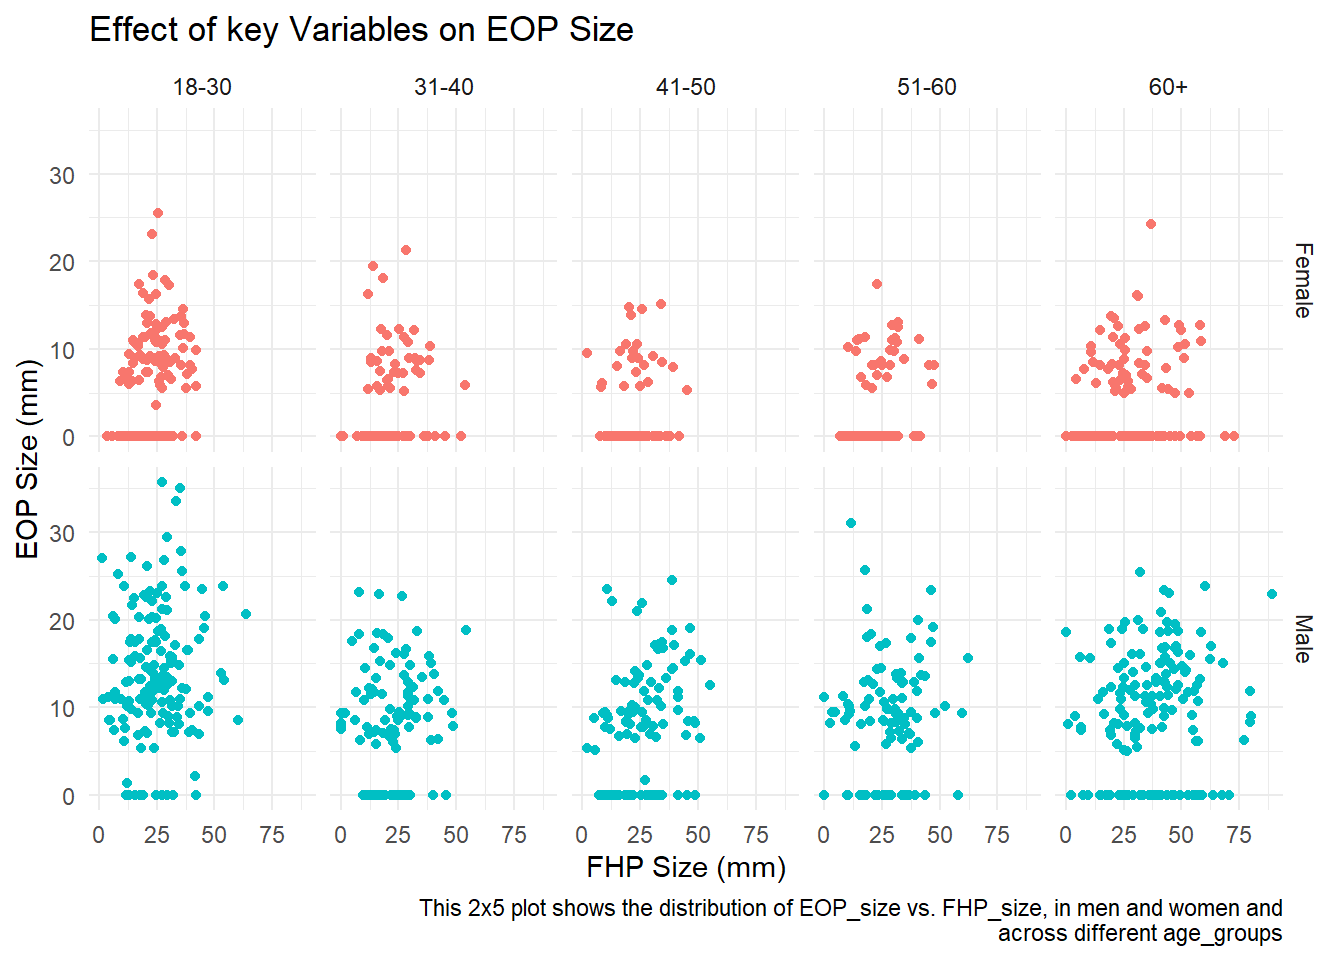 Effect of key Variables on EOP Size
18-30 31-40 41-50 51-60 60+
30
20
10
0
Female
EOP Size (mm)
30
20
10
0
Male
0 25 50 75 0 25 50 75 0 25 50 75 0 25 50 75 0 25 50 75
FHP Size (mm)
This 2x5 plot shows the distribution of EOP_size vs. FHP_size, in men and women and
across different age_groups